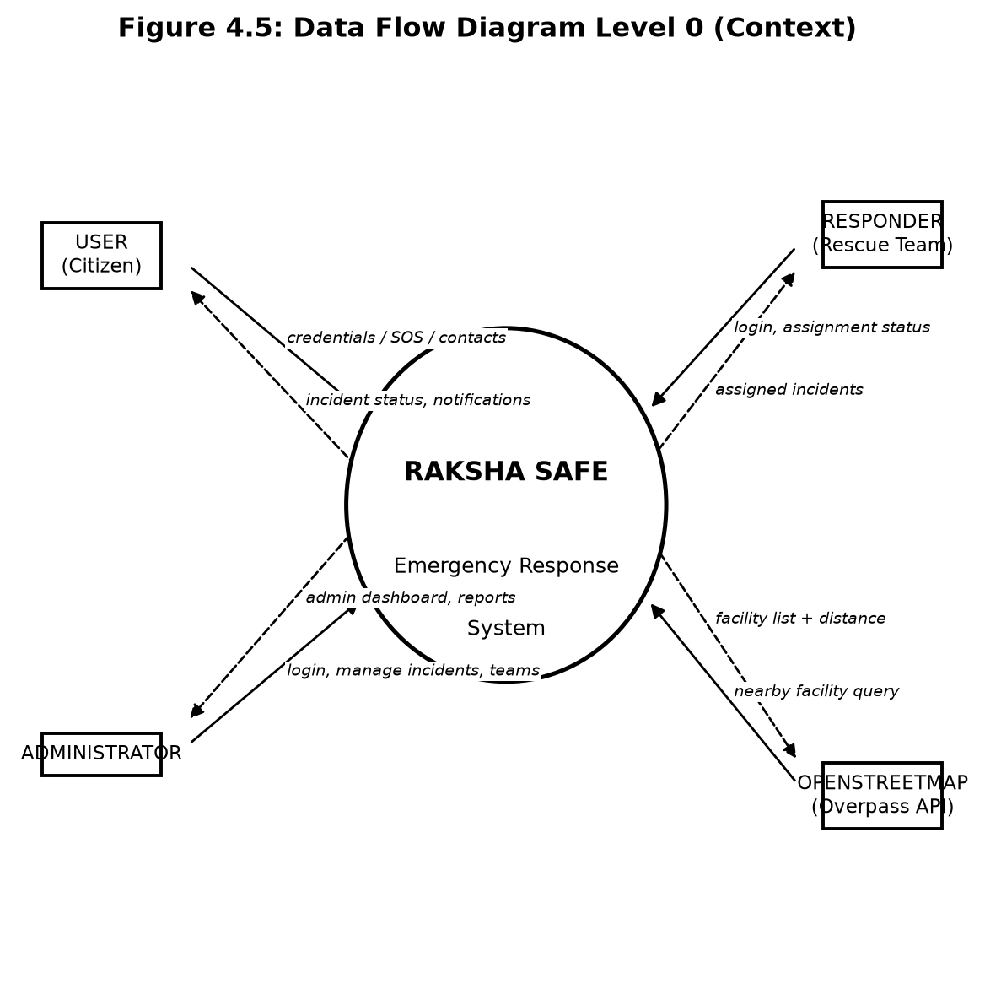 Figure 4.5: Data Flow Diagram Level 0 (Context)
USER
(Citizen)
RESPONDER
(Rescue Team)
credentials / SOS / contacts
login, assignment status
incident status, notifications
assigned incidents
RAKSHA SAFE
Emergency Response
System
admin dashboard, reports
facility list + distance
login, manage incidents, teams
nearby facility query
ADMINISTRATOR
OPENSTREETMAP
(Overpass API)